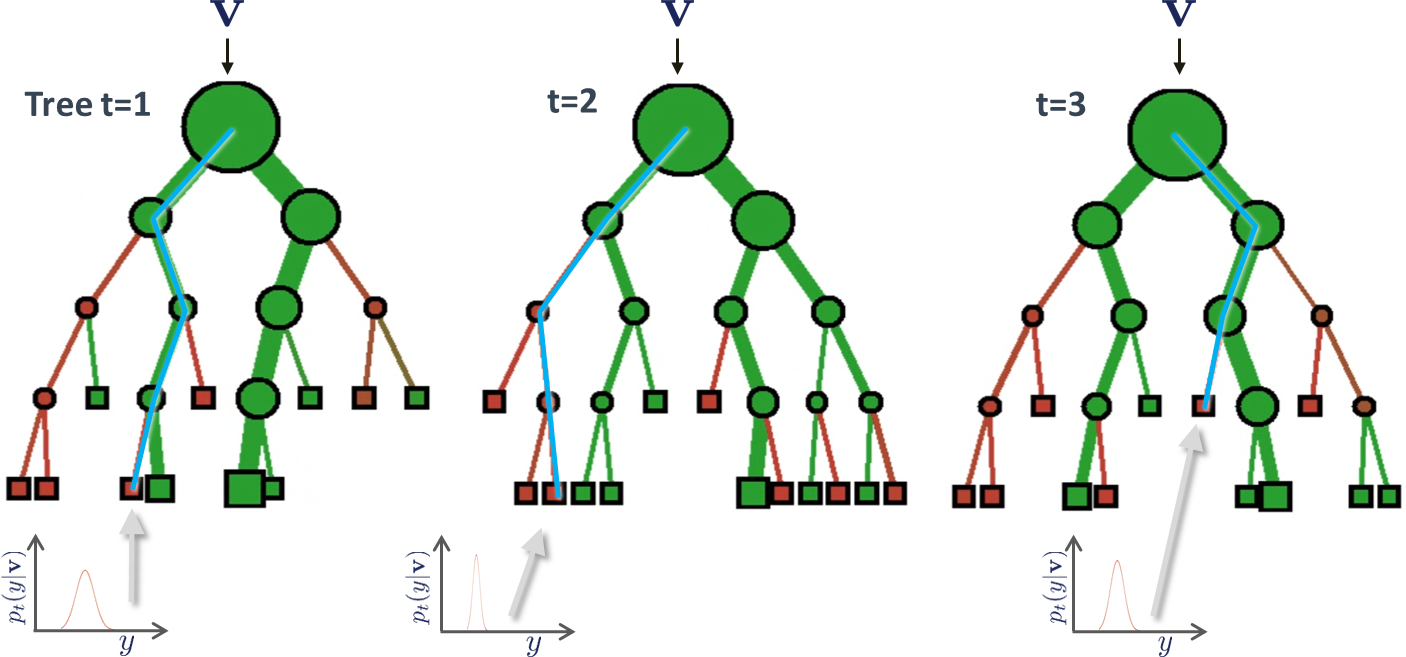 v
v
v
Tree t=1
t=2
t=3
p_t(y|v)
y
p_t(y|v)
y
p_t(y|v)
y